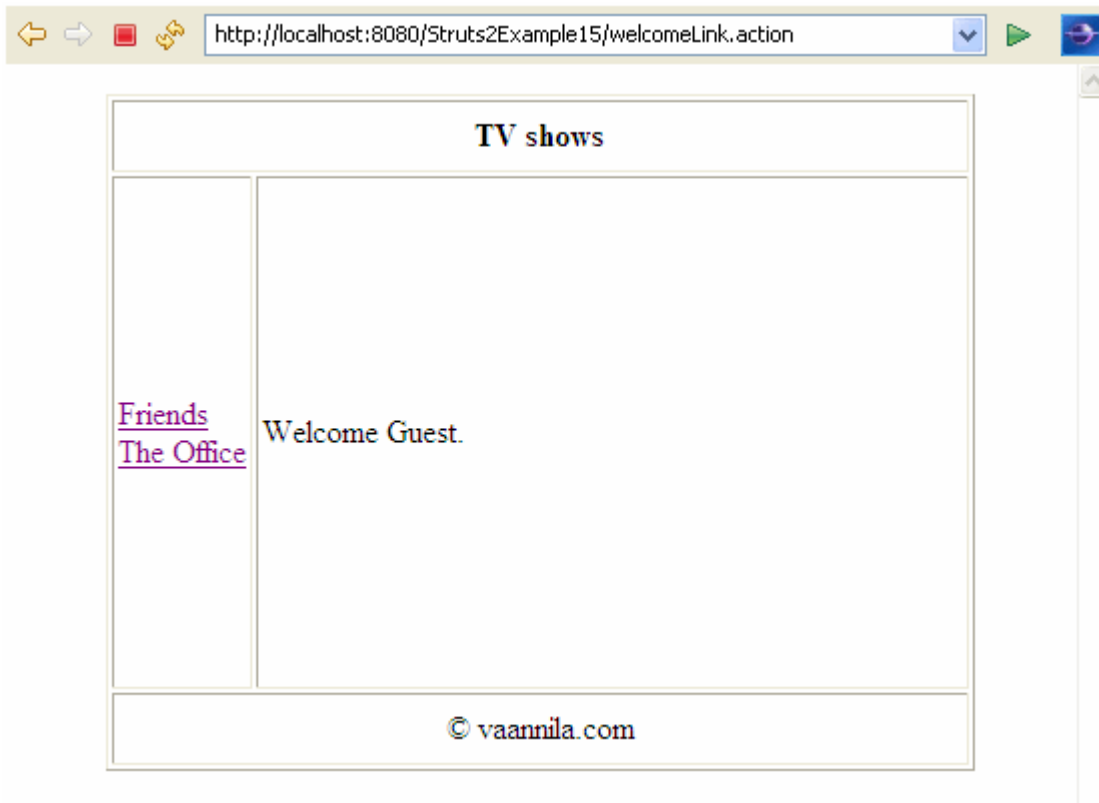 http://localhost:8080/Struts2Example15/welcomeLink.action
TV shows
Friends
The Office
Welcome Guest.
© vaannila.com